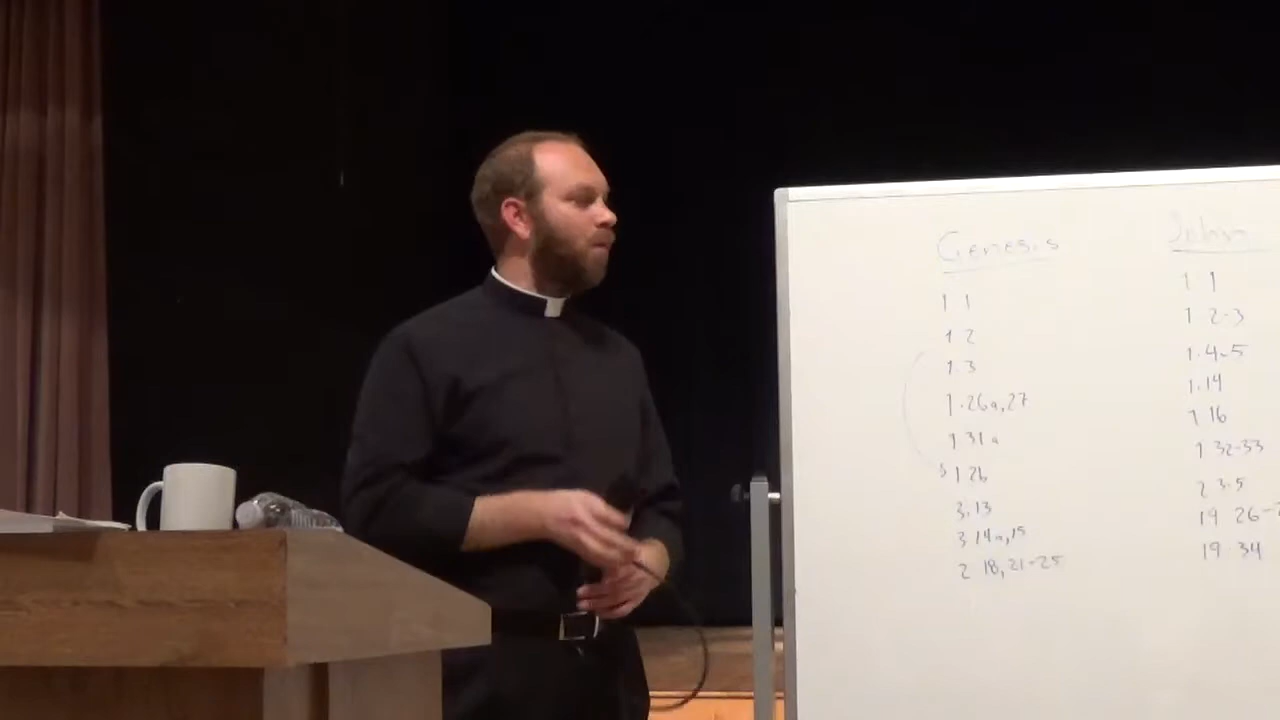 Genesis
1 1
1 2
1.3
1.26a,27
1 31a
1 26
3.13
3 14a,15
2 18, 21-25
John
1 1
1 2-3
1.4-5
1.14
1 16
1 32-33
2 3-5
19 26-
19 34